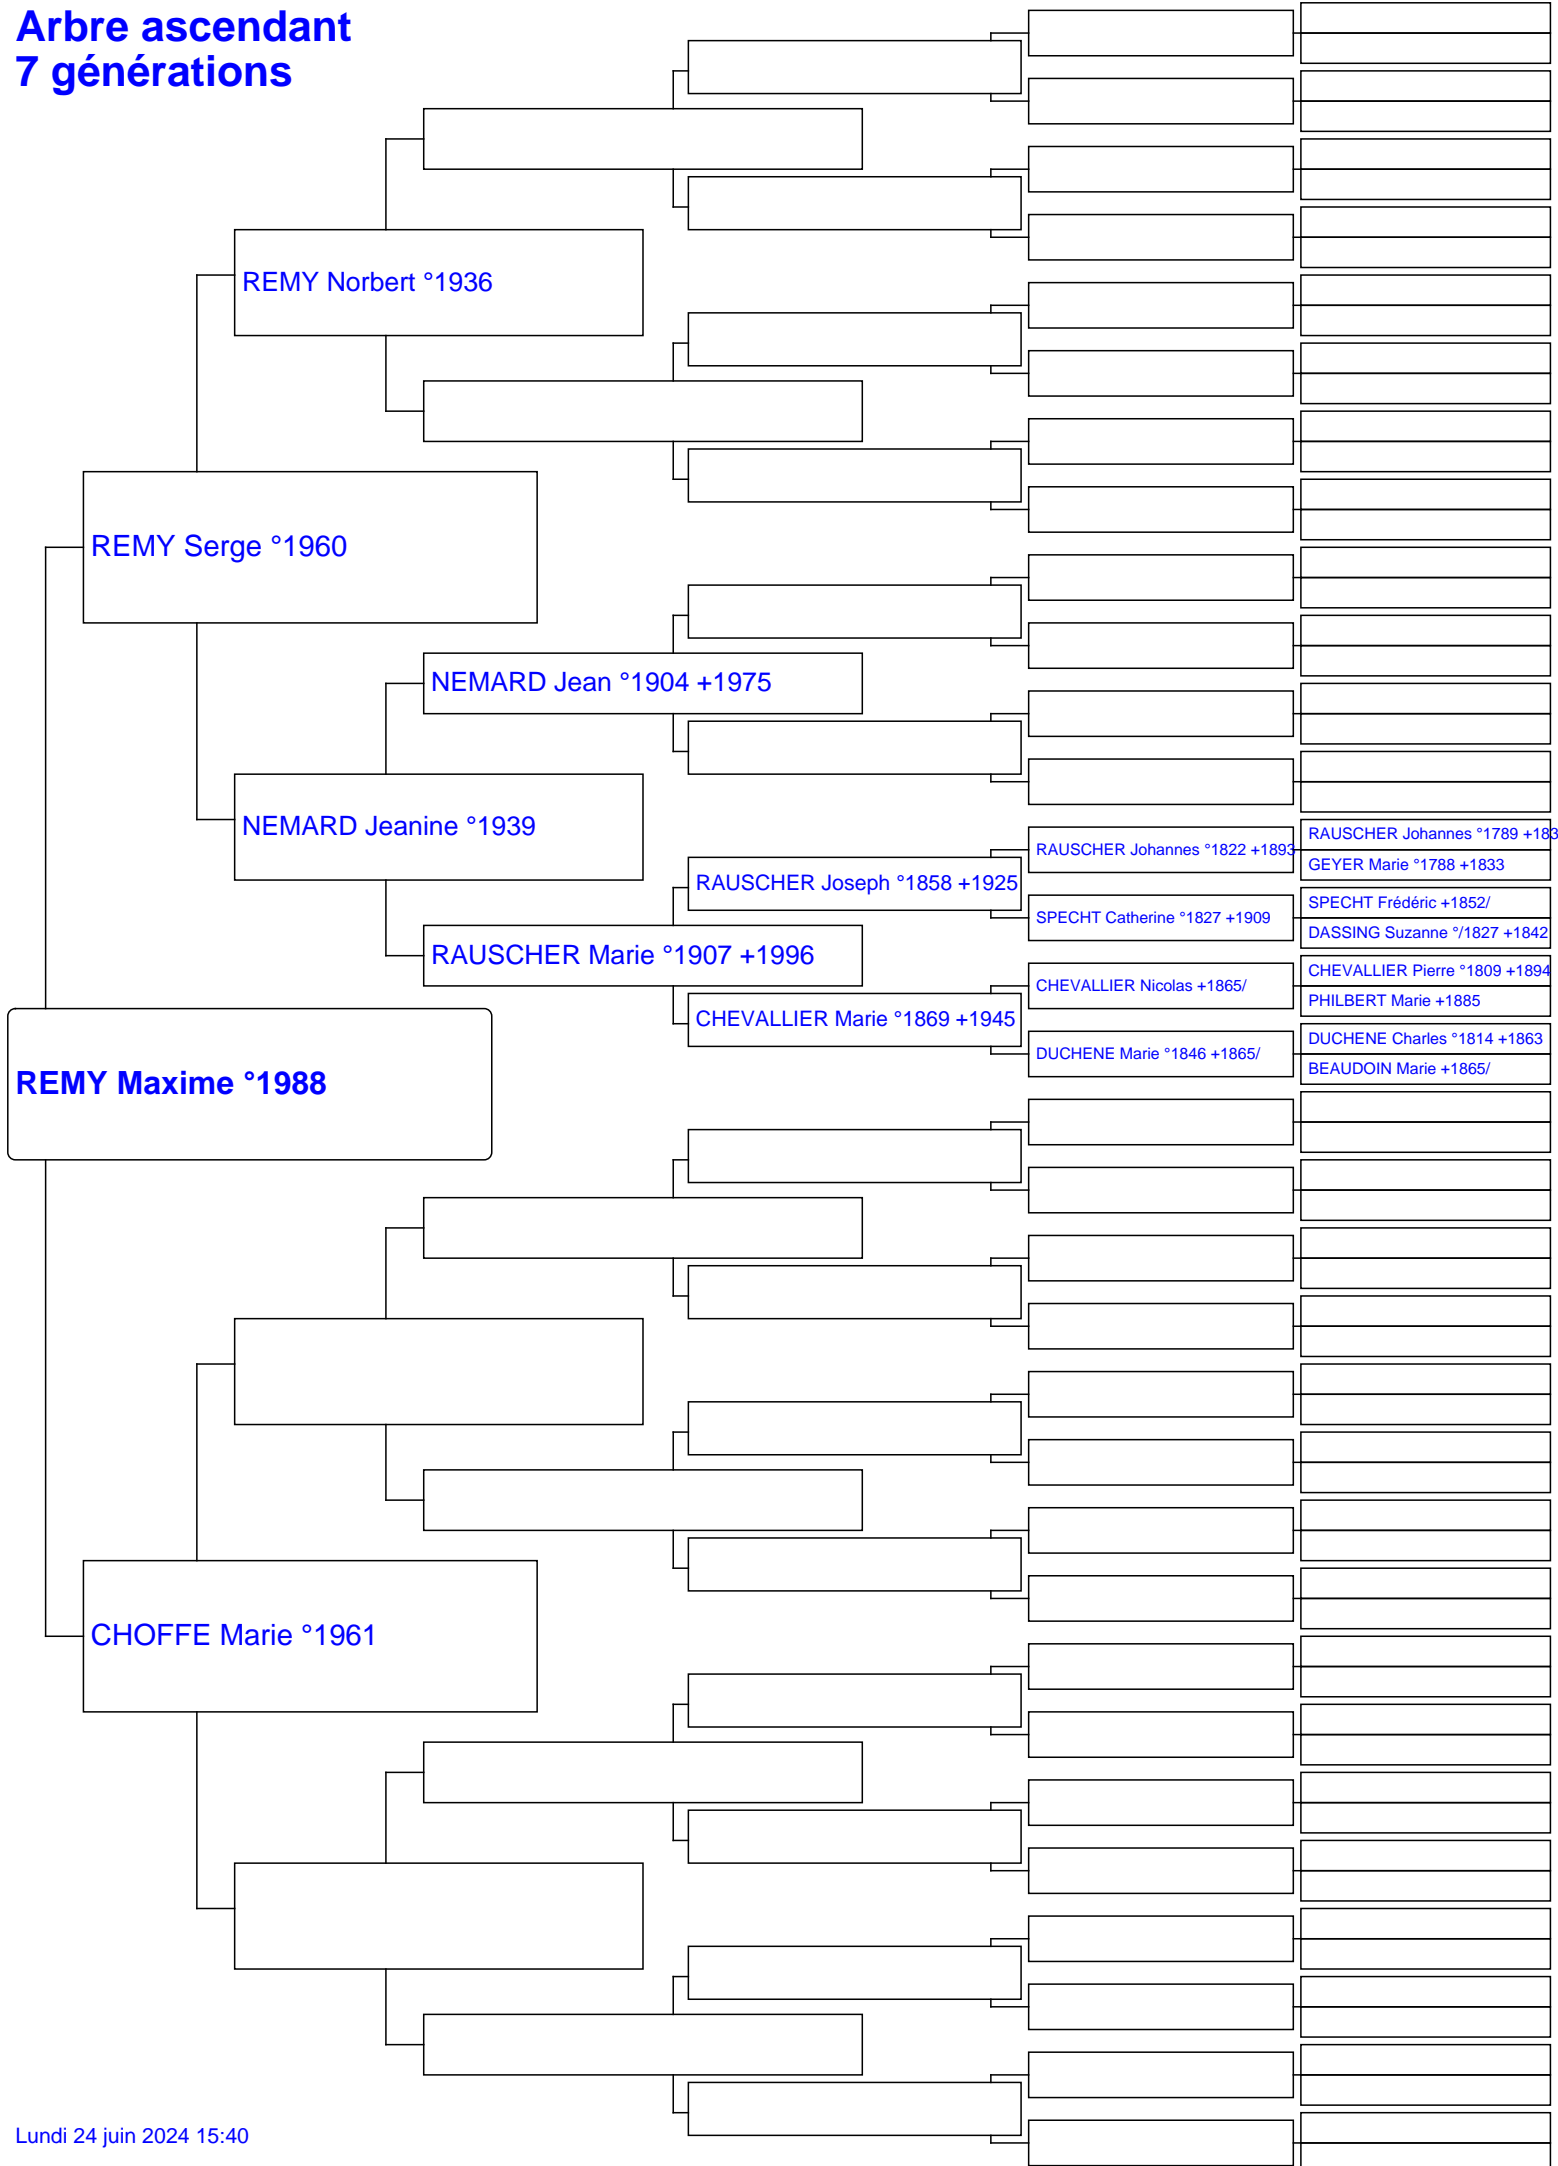 Arbre ascendant
7 générations
REMY Norbert °1936
REMY Serge °1960
NEMARD Jean °1904 +1975
NEMARD Jeanine °1939
RAUSCHER Johannes °1789 +183
RAUSCHER Johannes °1822 +1893
GEYER Marie °1788 +1833
RAUSCHER Joseph °1858 +1925
SPECHT Frédéric +1852/
SPECHT Catherine °1827 +1909
DASSING Suzanne °/1827 +1842
RAUSCHER Marie °1907 +1996
CHEVALLIER Pierre °1809 +1894
CHEVALLIER Nicolas +1865/
PHILBERT Marie +1885
CHEVALLIER Marie °1869 +1945
DUCHENE Charles °1814 +1863
DUCHENE Marie °1846 +1865/
BEAUDOIN Marie +1865/
REMY Maxime °1988
CHOFFE Marie °1961
Lundi 24 juin 2024 15:40